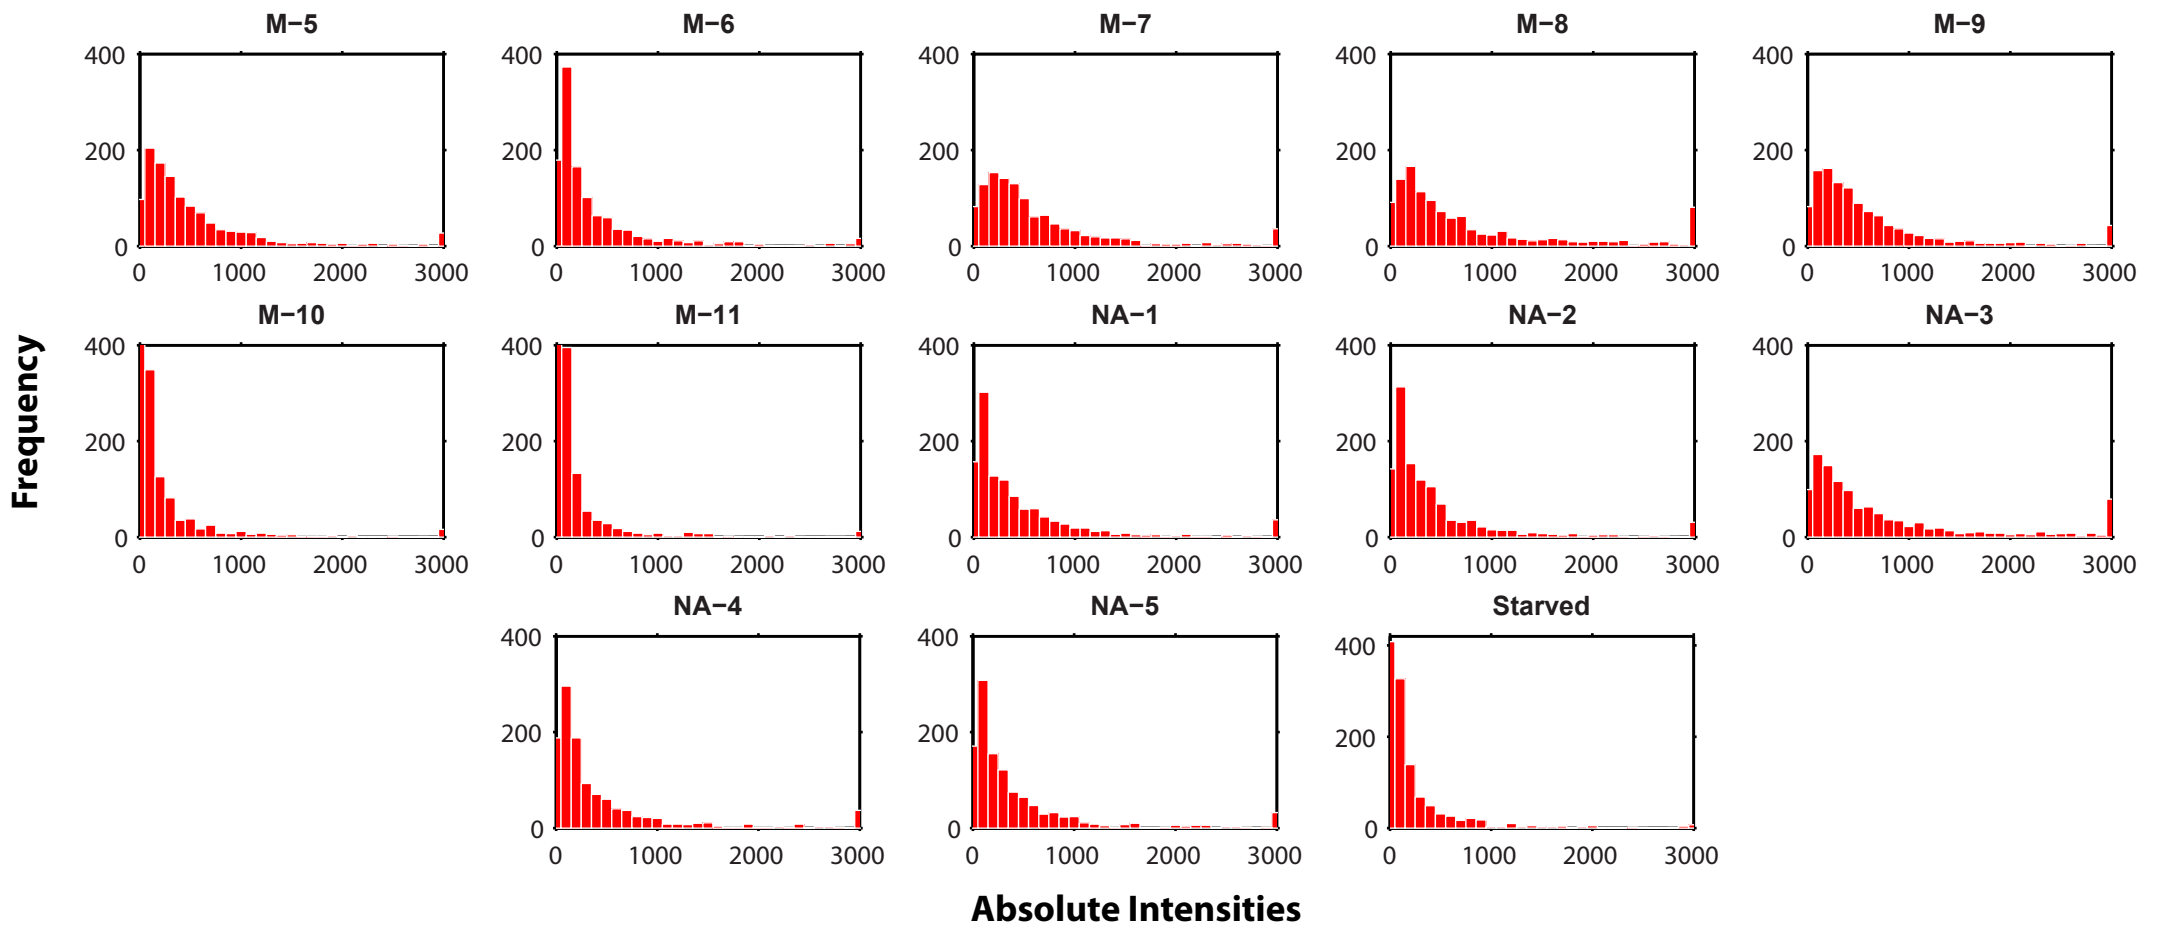 M−5 M−6 M−7 M−8 M−9
400 400 400 400 400
200 200 200 200 200
0 0 0 0 0
0 1000 2000 3000 0 1000 2000 3000 0 1000 2000 3000 0 1000 2000 3000 0 1000 2000 3000
M−10 M−11 NA−1 NA−2 NA−3
400 400 400 400 400
200 200 200 200 200
0 0 0 0 0
0 1000 2000 3000 0 1000 2000 3000 0 1000 2000 3000 0 1000 2000 3000 0 1000 2000 3000
Frequency
NA−4 NA−5 Starved
400 400 400
200 200 200
0 0 0
0 1000 2000 3000 0 1000 2000 3000 0 1000 2000 3000
Absolute Intensities